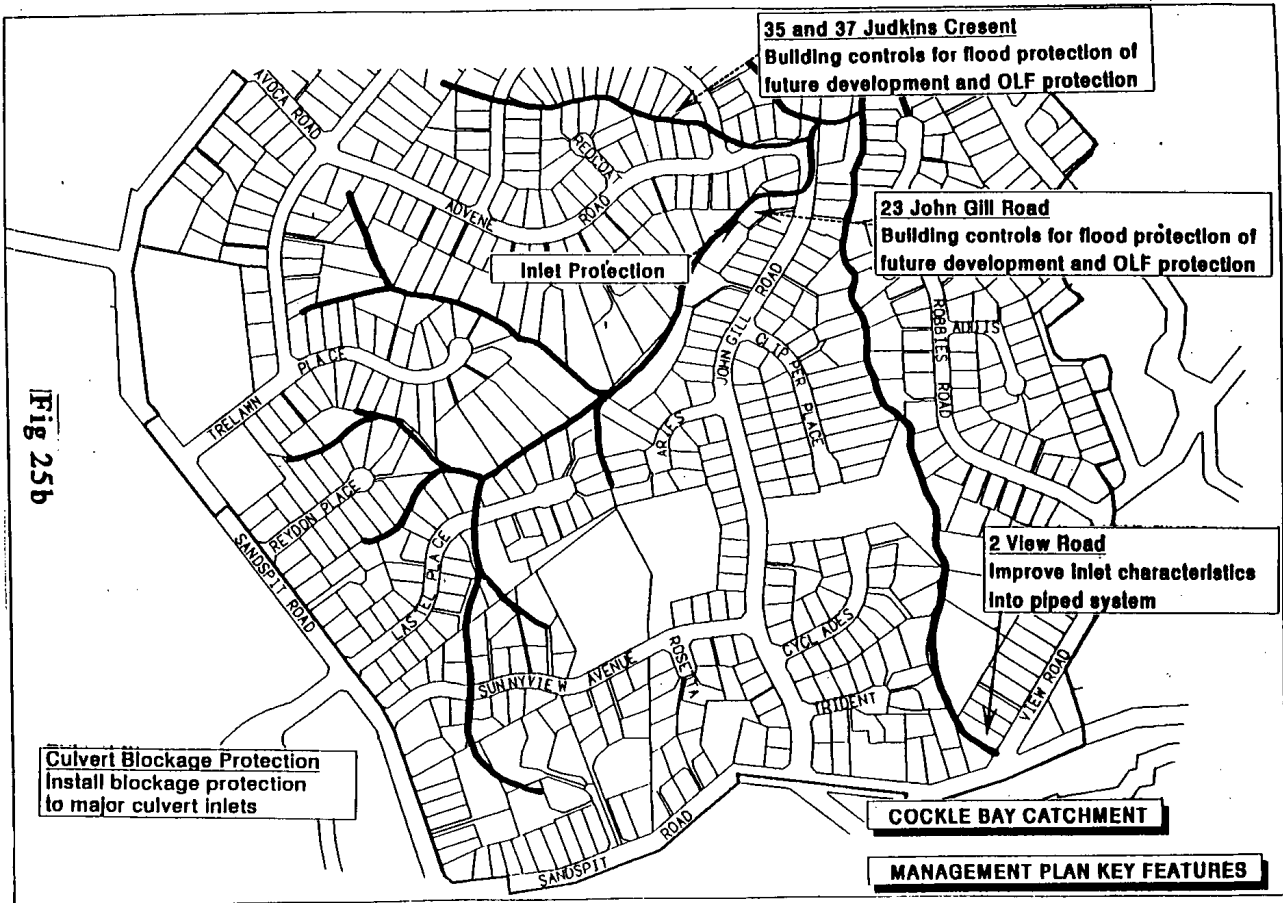 35 and 37 Judkins Cresent
Building controls for flood protection of
future development and OLF protection
AVOCA ROAD
REDCOA
ADVENE ROAD
23 John Gill Road
Building controls for flood protection of
future development and OLF protection
Inlet Protection
JOHN GILL ROAD
CLIPPER PLACE
ROBBIES ROAD
TRELAWN PLACE
ARIES
Fig 25b
REYDON PLACE
SANDSPIT ROAD
LASTEL PLACE
2 View Road
Improve inlet characteristics
into piped system
CYCLADES
ROSETTA
SUNNYVIEW AVENUE
TRIDENT
VIEW ROAD
Culvert Blockage Protection
Install blockage protection
to major culvert inlets
SANDSPIT ROAD
COCKLE BAY CATCHMENT
MANAGEMENT PLAN KEY FEATURES